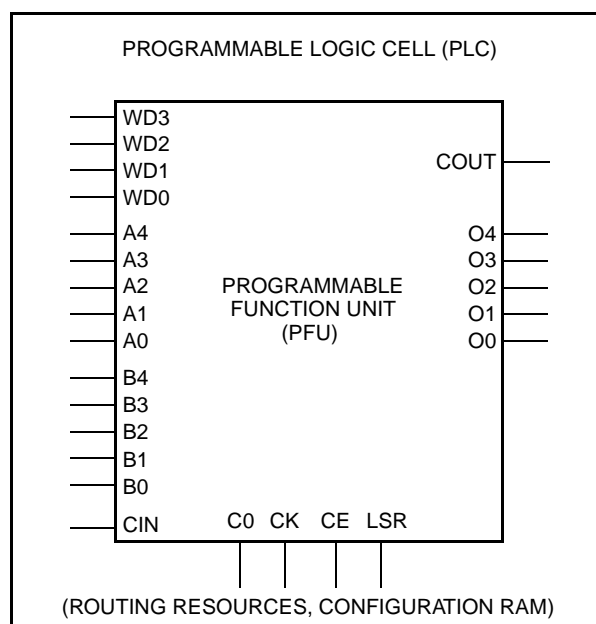 PROGRAMMABLE LOGIC CELL (PLC)
WD3
WD2
WD1
WD0
A4
A3
A2
A1
A0
B4
B3
B2
B1
B0
CIN
PROGRAMMABLE
FUNCTION UNIT
(PFU)
COUT
O4
O3
O2
O1
O0
C0 CK CE LSR
(ROUTING RESOURCES, CONFIGURATION RAM)